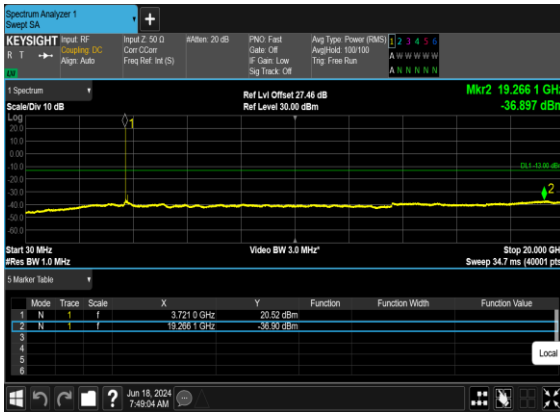 Spectrum Analyzer 1
Swept SA
+
KEYSIGHT
R T
LW
Input: RF
Coupling: DC
Align: Auto
Input Z: 50 Ω
Corr CCorr
Freq Ref: Int (S)
#Atten: 20 dB
PNO: Fast
Gate: Off
IF Gain: Low
Sig Track: Off
Avg Type: Power (RMS)
Avg|Hold: 100/100
Trig: Free Run
1 2 3 4 5 6
A W W W W W
A N N N N N
1 Spectrum
Scale/Div 10 dB
Ref Lvl Offset 27.46 dB
Ref Level 30.00 dBm
Mkr2 19.266 1 GHz
-36.897 dBm
Log
20.0
10.0
0.00
-10.0
-20.0
-30.0
-40.0
-50.0
-60.0
1
DL1 -13.00 dBm
2
Start 30 MHz
#Res BW 1.0 MHz
Video BW 3.0 MHz*
Stop 20.000 GHz
Sweep 34.7 ms (40001 pts)
5 Marker Table
Mode Trace Scale X Y Function Function Width Function Value
1 N 1 f 3.721 0 GHz 20.52 dBm
2 N 1 f 19.266 1 GHz -36.90 dBm
3
4
5
6
Local
?
Jun 18, 2024
7:49:04 AM